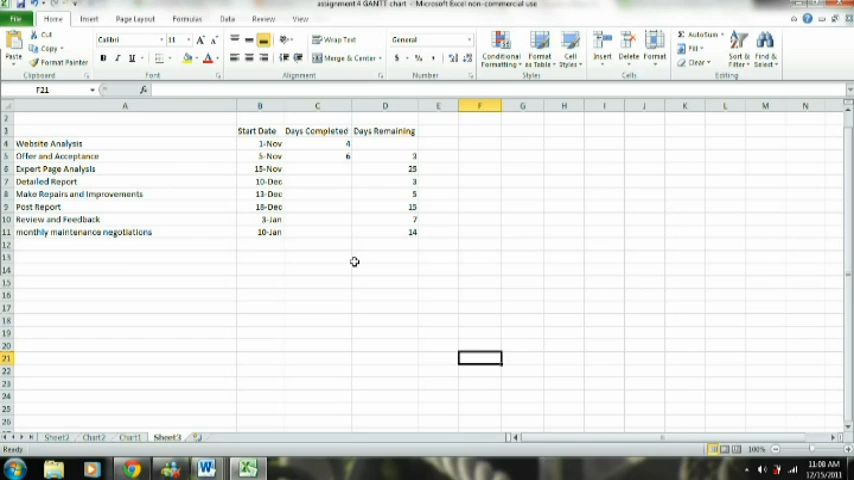 assignment 4 GANTT chart - Microsoft Excel non-commercial use
File Home Insert Page Layout Formulas Data Review View
Cut
Copy
Format Painter
Paste
Clipboard
Calibri 11
Font
Wrap Text
Merge & Center
Alignment
General
Number
Conditional Formatting
Format as Table
Cell Styles
Styles
Insert Delete Format
Cells
AutoSum
Fill
Clear
Sort & Filter
Find & Select
Editing
F21 fx
A B C D E F G H I J K L M N
2
3 Start Date Days Completed Days Remaining
4 Website Analysis 1-Nov 4
5 Offer and Acceptance 5-Nov 6 3
6 Expert Page Analysis 15-Nov 25
7 Detailed Report 10-Dec 3
8 Make Repairs and Improvements 13-Dec 5
9 Post Report 18-Dec 15
10 Review and Feedback 3-Jan 7
11 monthly maintenance negotiations 10-Jan 14
12
13
14
15
16
17
18
19
20
21
22
23
24
25
26
Sheet2 Chart2 Chart1 Sheet3
Ready 100%
11:08 AM
12/15/2011